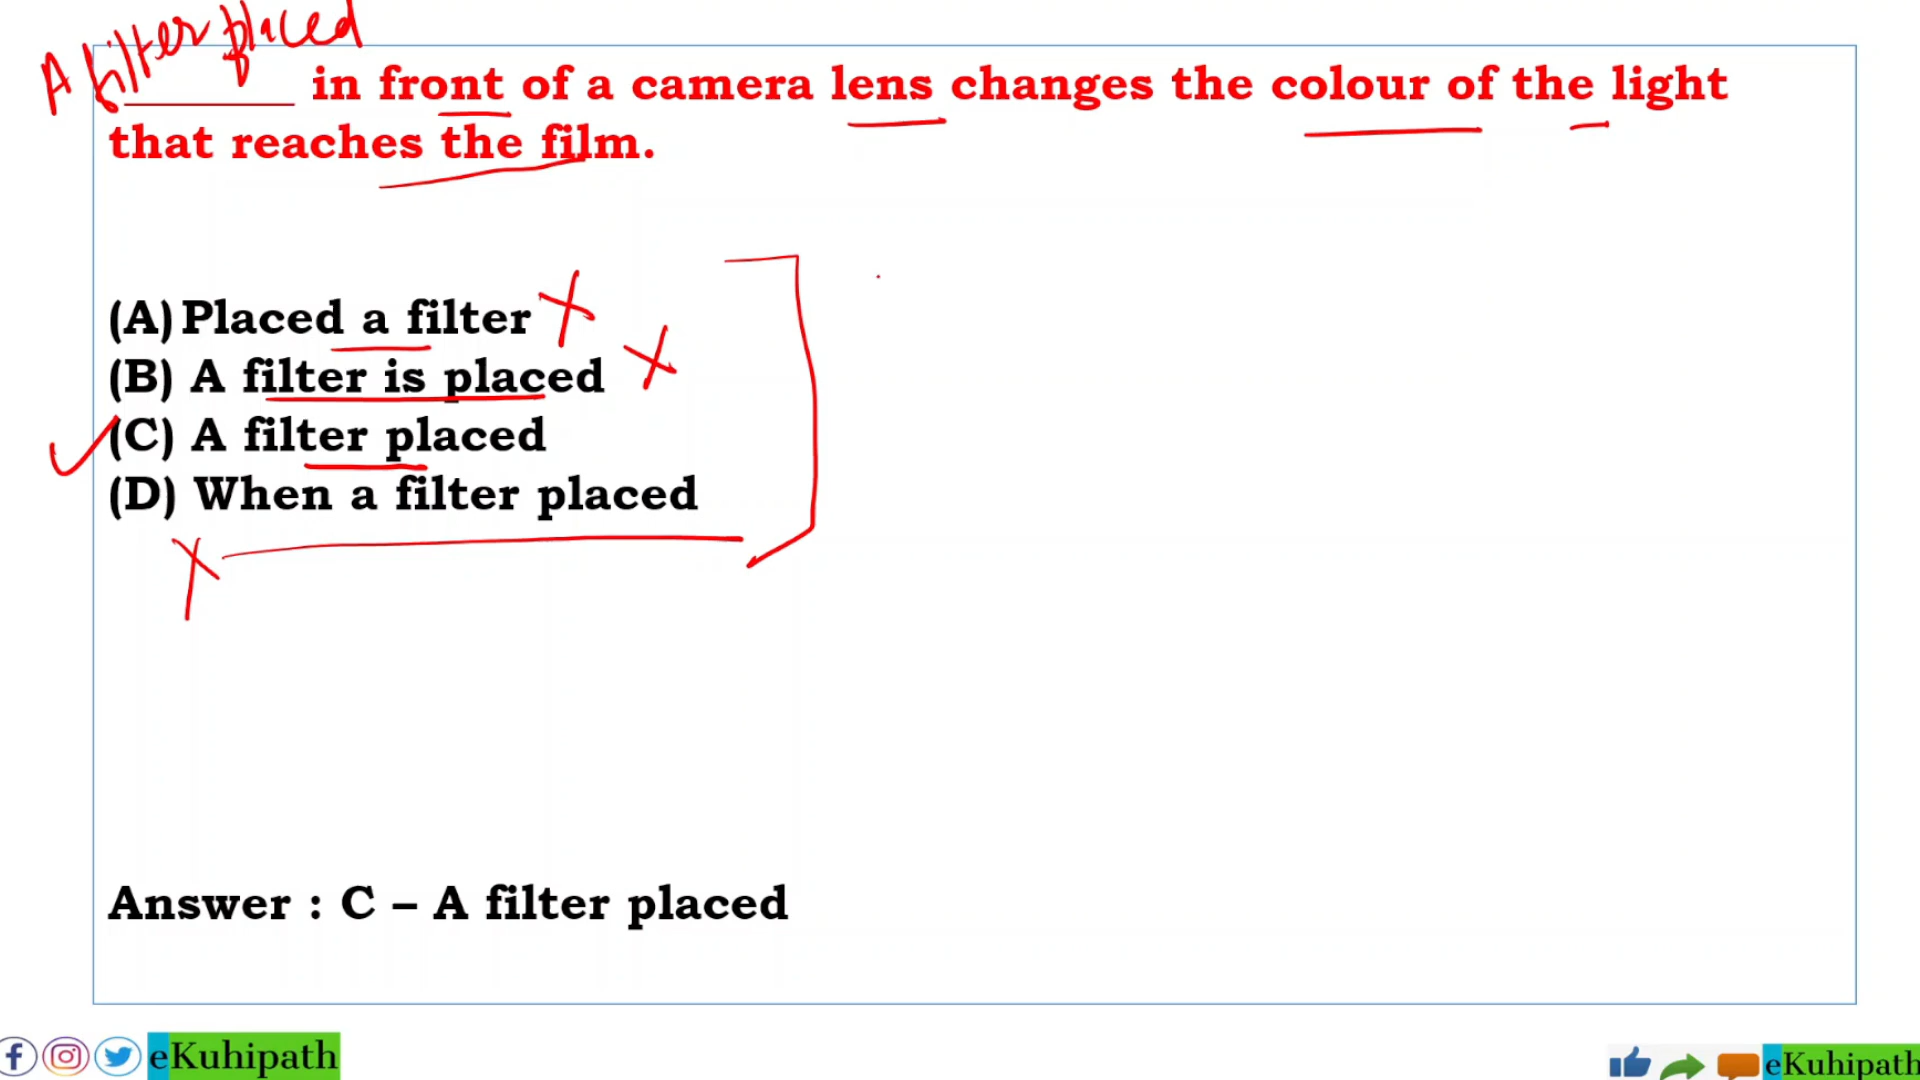 A filter placed
______ in front of a camera lens changes the colour of the light
that reaches the film.
(A) Placed a filter
(B) A filter is placed
(C) A filter placed
(D) When a filter placed
Answer : C – A filter placed
eKuhipath
eKuhipath